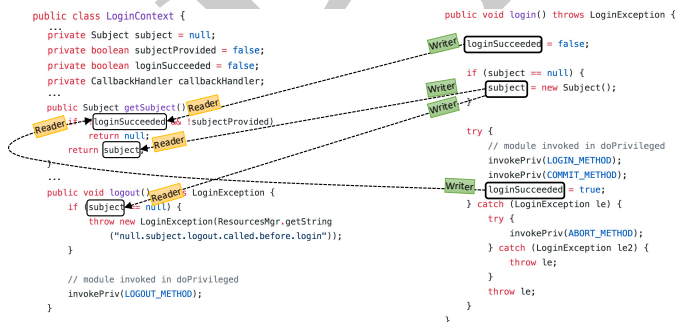 public class LoginContext {
...
private Subject subject = null;
private boolean subjectProvided = false;
private boolean loginSucceeded = false;
private CallbackHandler callbackHandler;
...
public Subject getSubject()
Reader
Reader
if loginSucceeded && !subjectProvided)
return null;
return subject
Reader
}
...
public void logout() LoginException {
Reader
if (subject == null) {
throw new LoginException(ResourcesMgr.getString
("null.subject.logout.called.before.login"));
}
// module invoked in doPrivileged
invokePriv(LOGOUT_METHOD);
}
public void login() throws LoginException {
Writer
loginSucceeded = false;
if (subject == null) {
Writer
subject = new Subject();
Writer
}
try {
// module invoked in doPrivileged
invokePriv(LOGIN_METHOD);
invokePriv(COMMIT_METHOD);
Writer
loginSucceeded = true;
} catch (LoginException le) {
try {
invokePriv(ABORT_METHOD);
} catch (LoginException le2) {
throw le;
}
throw le;
}
}